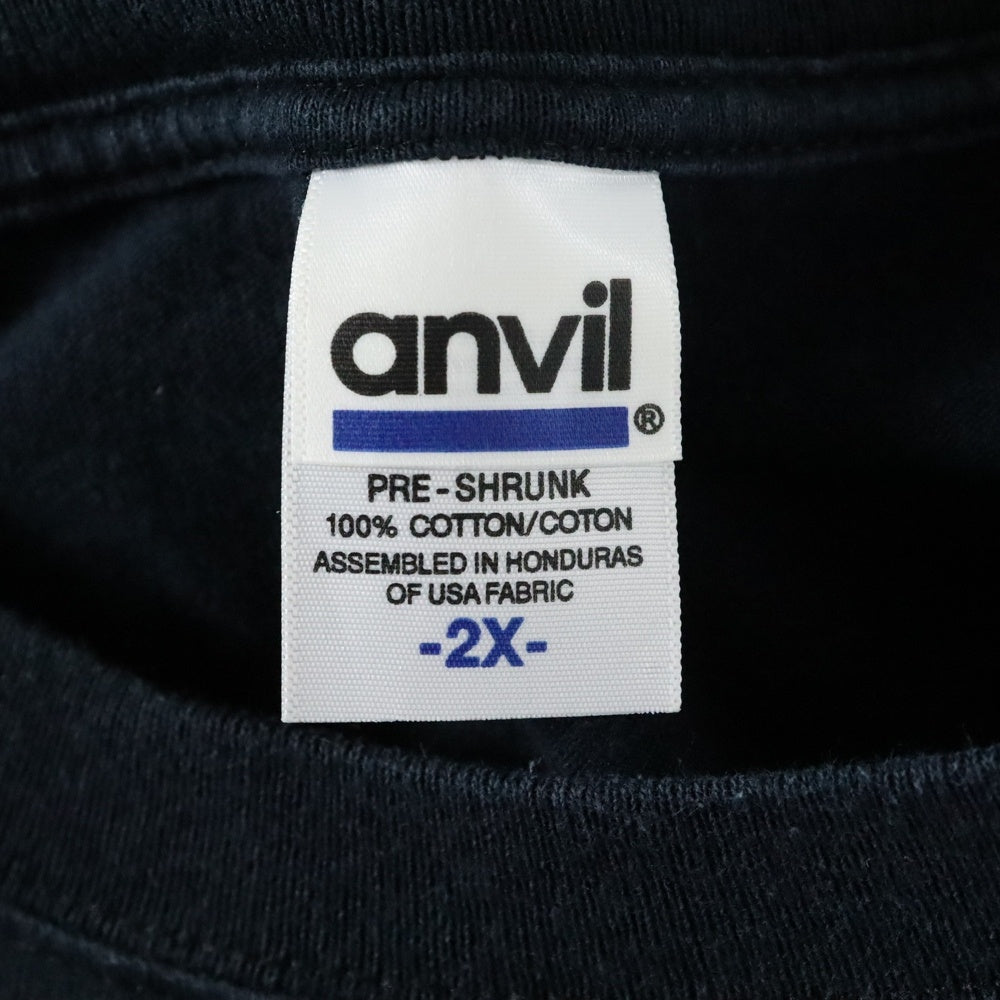 anvil®
PRE-SHRUNK
100% COTTON/COTON
ASSEMBLED IN HONDURAS
OF USA FABRIC
-2X-